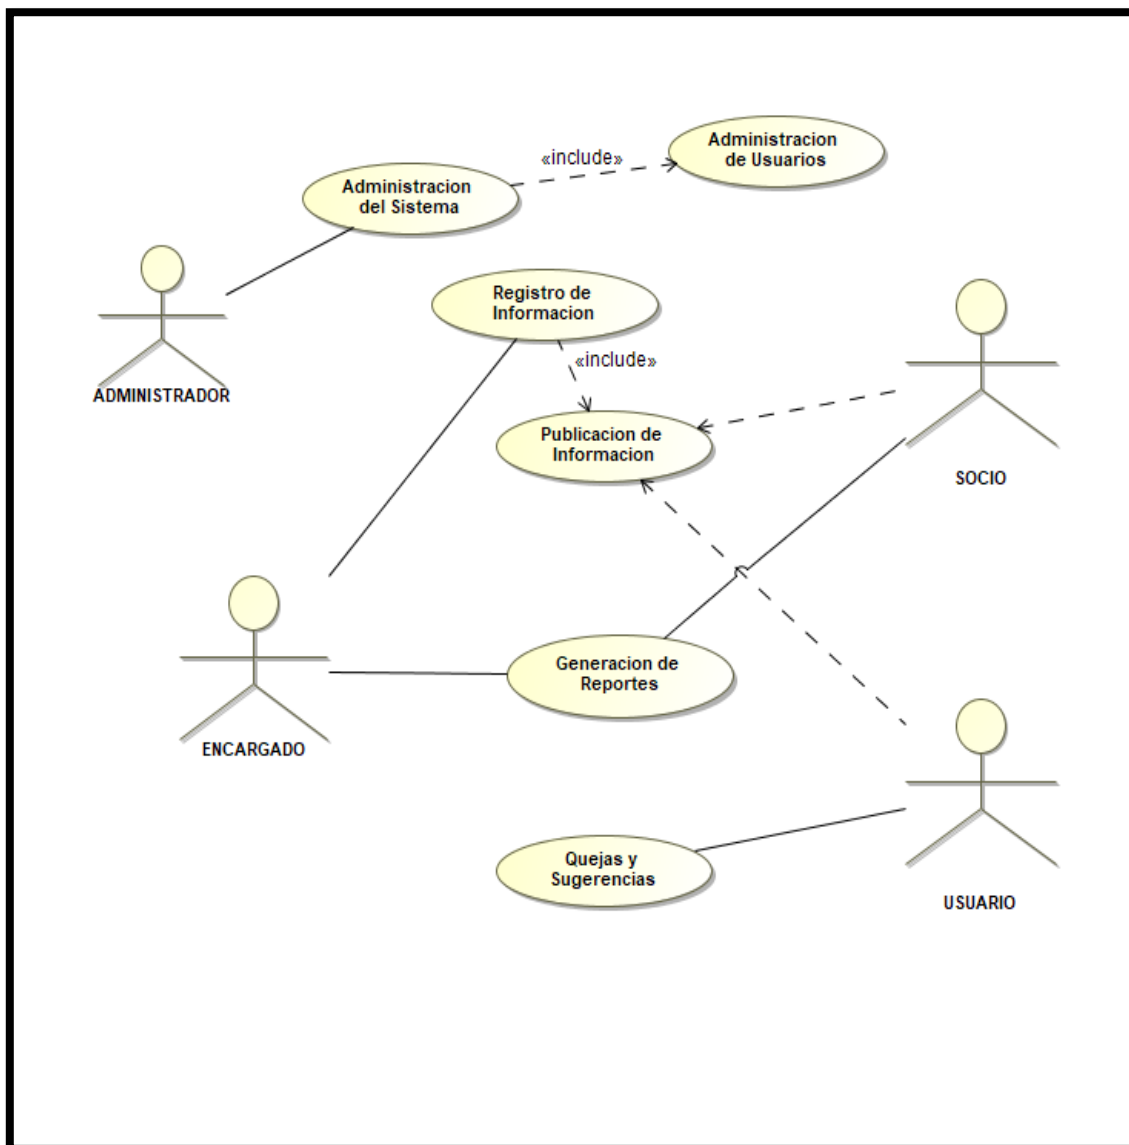 Administracion
de Usuarios
«include»
Administracion
del Sistema
Registro de
Informacion
«include»
ADMINISTRADOR
Publicacion de
Informacion
SOCIO
Generacion de
Reportes
ENCARGADO
Quejas y
Sugerencias
USUARIO